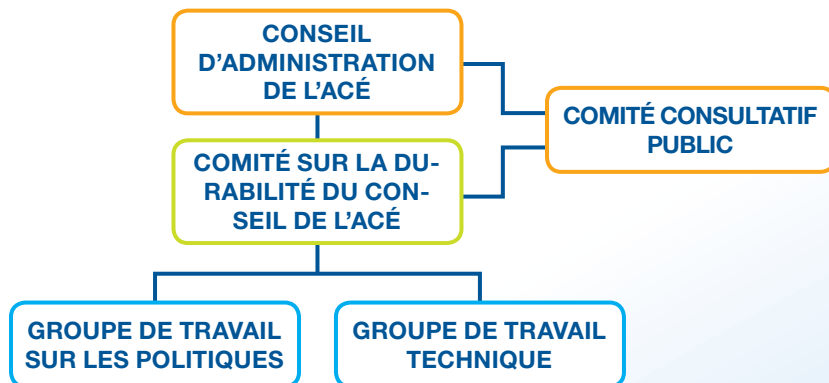 CONSEIL
D'ADMINISTRATION
DE L'ACÉ
COMITÉ CONSULTATIF
PUBLIC
COMITÉ SUR LA DU-
RABILITÉ DU CON-
SEIL DE L'ACÉ
GROUPE DE TRAVAIL
SUR LES POLITIQUES
GROUPE DE TRAVAIL
TECHNIQUE